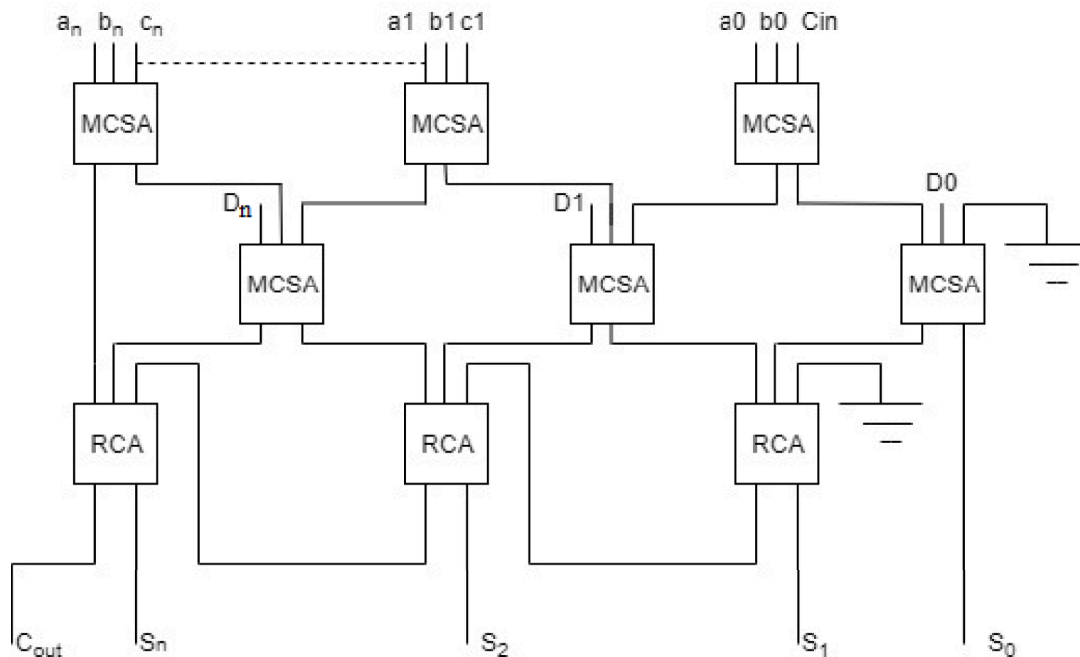 aₙ bₙ cₙ a1 b1 c1 a0 b0 Cin
MCSA MCSA MCSA
Dn D1 D0
MCSA MCSA MCSA
RCA RCA RCA
Cout Sn S₂ S₁ S₀